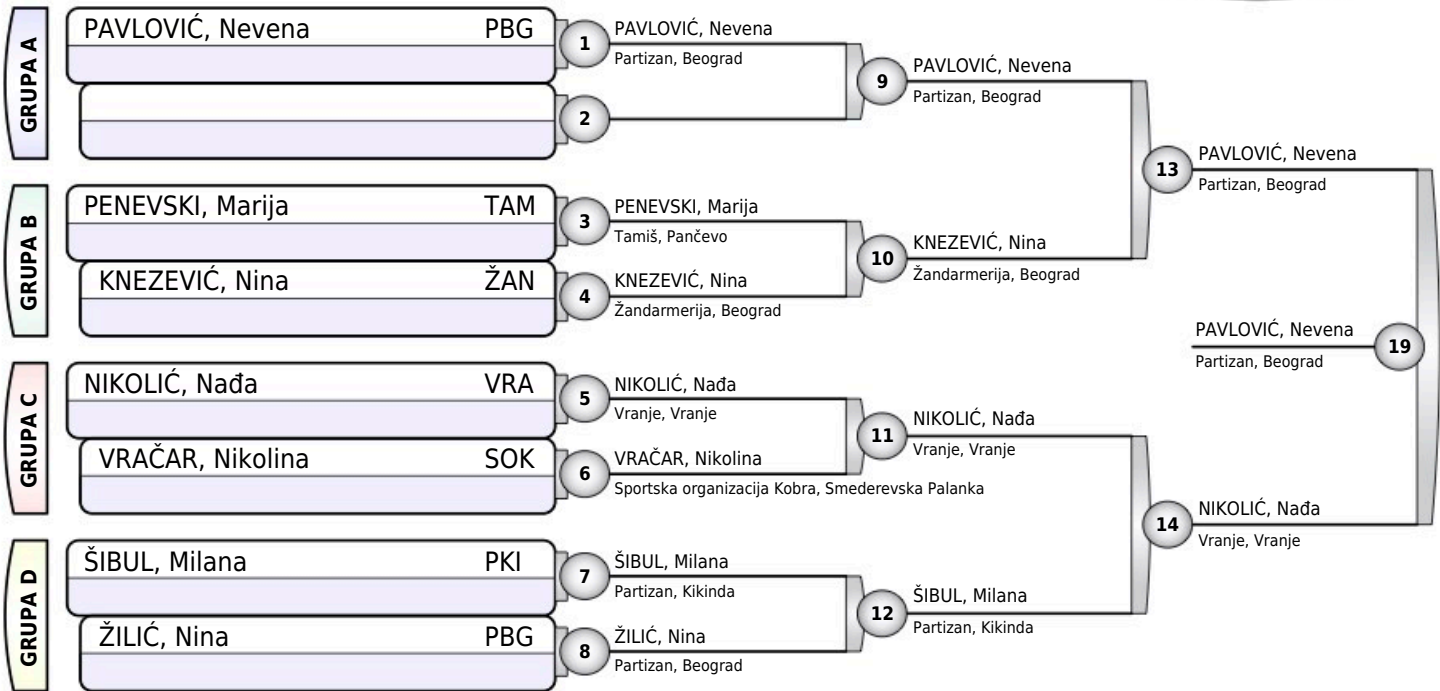 GRUPA A
PAVLOVIĆ, Nevena PBG
1
PAVLOVIĆ, Nevena
Partizan, Beograd
2
9
PAVLOVIĆ, Nevena
Partizan, Beograd
GRUPA B
PENEVSKI, Marija TAM
3
PENEVSKI, Marija
Tamiš, Pančevo
KNEZEVIĆ, Nina ŽAN
4
KNEZEVIĆ, Nina
Žandarmerija, Beograd
10
KNEZEVIĆ, Nina
Žandarmerija, Beograd
13
PAVLOVIĆ, Nevena
Partizan, Beograd
GRUPA C
NIKOLIĆ, Nađa VRA
5
NIKOLIĆ, Nađa
Vranje, Vranje
VRAČAR, Nikolina SOK
6
VRAČAR, Nikolina
Sportska organizacija Kobra, Smederevska Palanka
11
NIKOLIĆ, Nađa
Vranje, Vranje
GRUPA D
ŠIBUL, Milana PKI
7
ŠIBUL, Milana
Partizan, Kikinda
ŽILIĆ, Nina PBG
8
ŽILIĆ, Nina
Partizan, Beograd
12
ŠIBUL, Milana
Partizan, Kikinda
14
NIKOLIĆ, Nađa
Vranje, Vranje
PAVLOVIĆ, Nevena
Partizan, Beograd
19